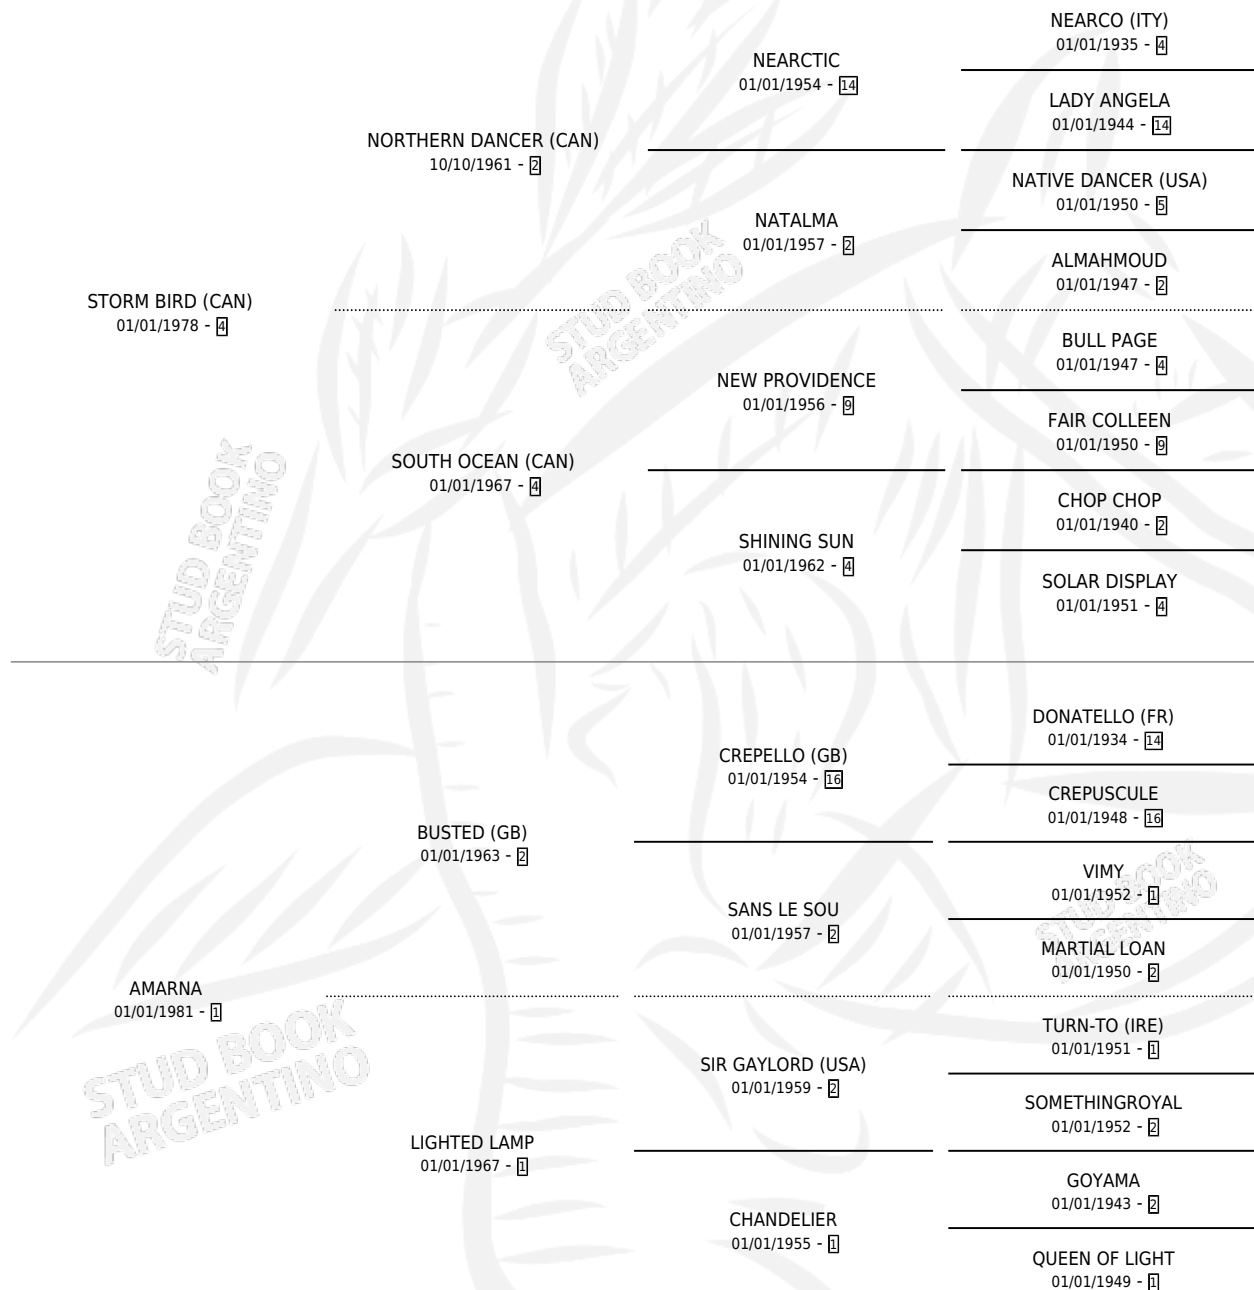 NEARCO (ITY)
01/01/1935 - 4
NEARCTIC
01/01/1954 - 14
LADY ANGELA
01/01/1944 - 14
NORTHERN DANCER (CAN)
10/10/1961 - 2
NATIVE DANCER (USA)
01/01/1950 - 5
NATALMA
01/01/1957 - 2
ALMAHMOUD
01/01/1947 - 2
STORM BIRD (CAN)
01/01/1978 - 4
STUD BOOK
ARGENTINO
BULL PAGE
01/01/1947 - 4
NEW PROVIDENCE
01/01/1956 - 9
FAIR COLLEEN
01/01/1950 - 9
SOUTH OCEAN (CAN)
01/01/1967 - 4
CHOP CHOP
01/01/1940 - 2
SHINING SUN
01/01/1962 - 4
SOLAR DISPLAY
01/01/1951 - 4
STUD BOOK
ARGENTINO
DONATELLO (FR)
01/01/1934 - 14
CREPELLO (GB)
01/01/1954 - 16
CREPUSCULE
01/01/1948 - 16
BUSTED (GB)
01/01/1963 - 2
VIMY
01/01/1952 - 1
SANS LE SOU
01/01/1957 - 2
MARTIAL LOAN
01/01/1950 - 2
STUD BOOK
ARGENTINO
AMARNA
01/01/1981 - 1
TURN-TO (IRE)
01/01/1951 - 1
SIR GAYLORD (USA)
01/01/1959 - 2
SOMETHINGROYAL
01/01/1952 - 2
STUD BOOK
ARGENTINO
LIGHTED LAMP
01/01/1967 - 1
GOYAMA
01/01/1943 - 2
CHANDELIER
01/01/1955 - 1
QUEEN OF LIGHT
01/01/1949 - 1